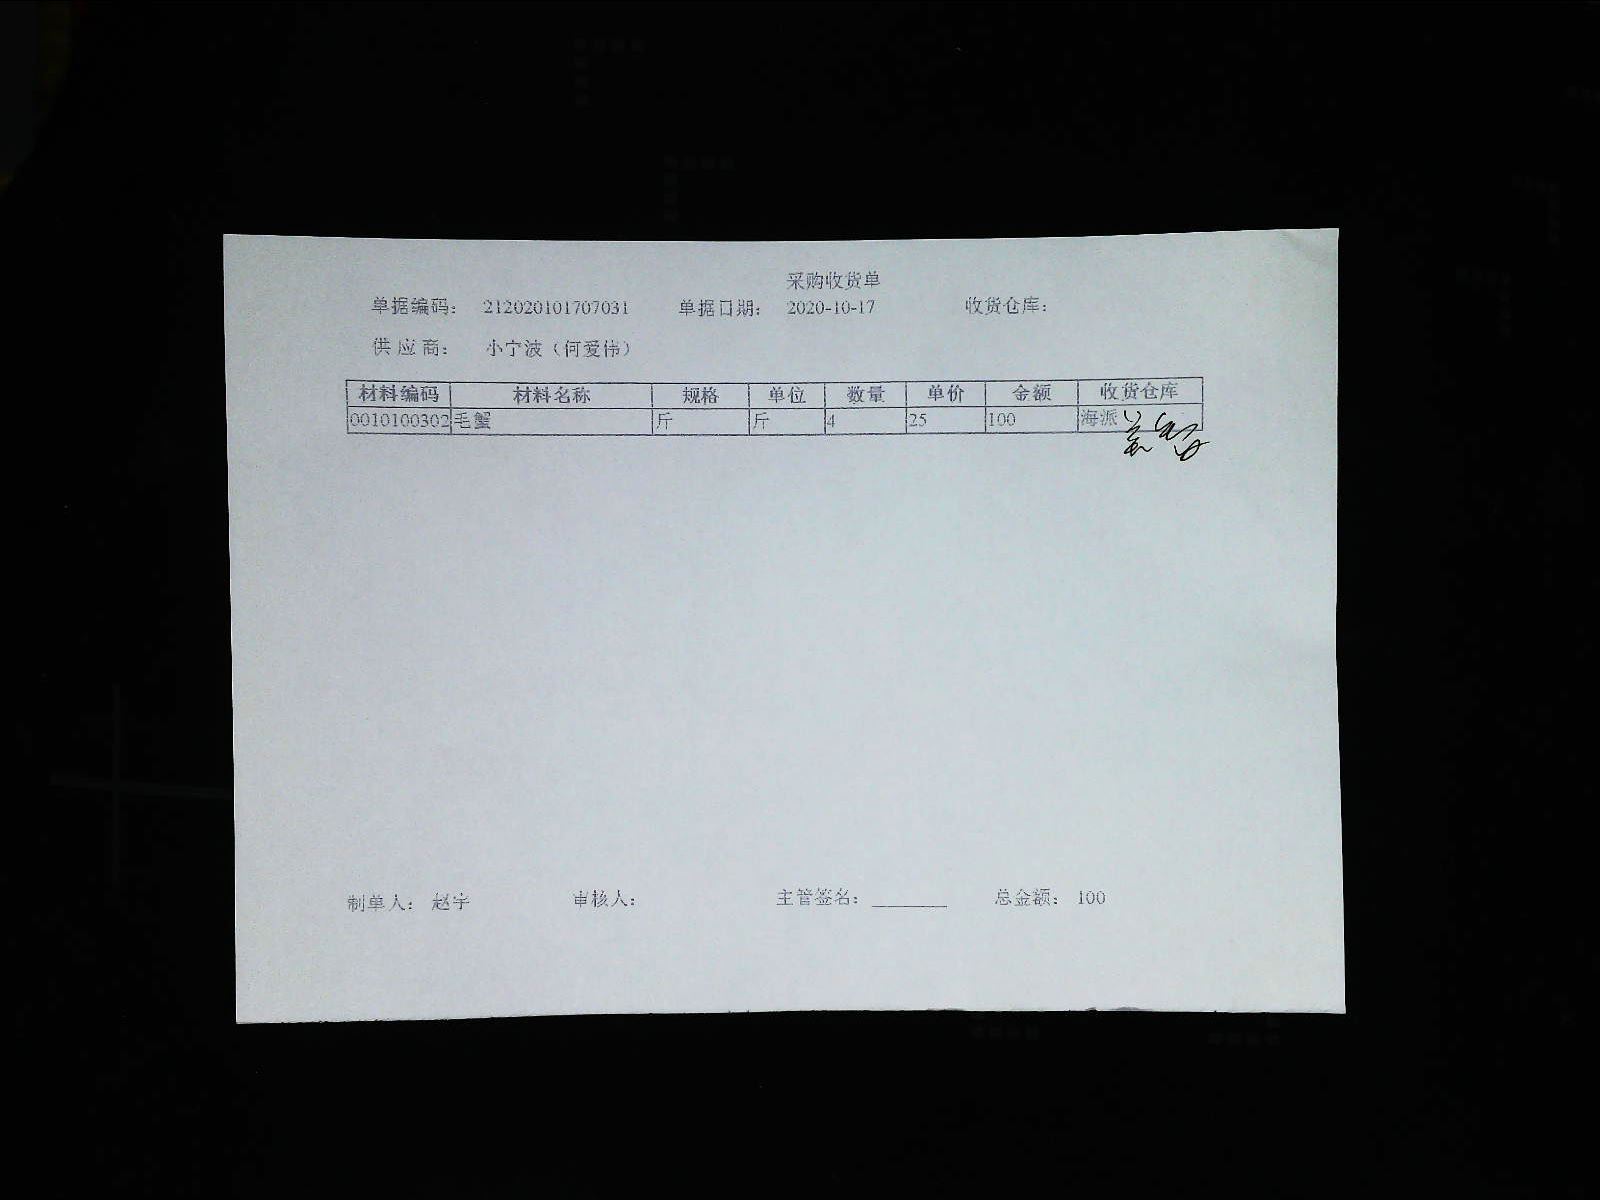 采购收货单
单据编码： 212020101707031 单据日期： 2020-10-17 收货仓库：
供 应 商： 小宁波（何爱伟）
材料编码 材料名称 规格 单位 数量 单价 金额 收货仓库
0010100302 毛蟹 斤 斤 4 25 100 海派
制单人： 赵宇 审核人： 主管签名： ________ 总金额： 100